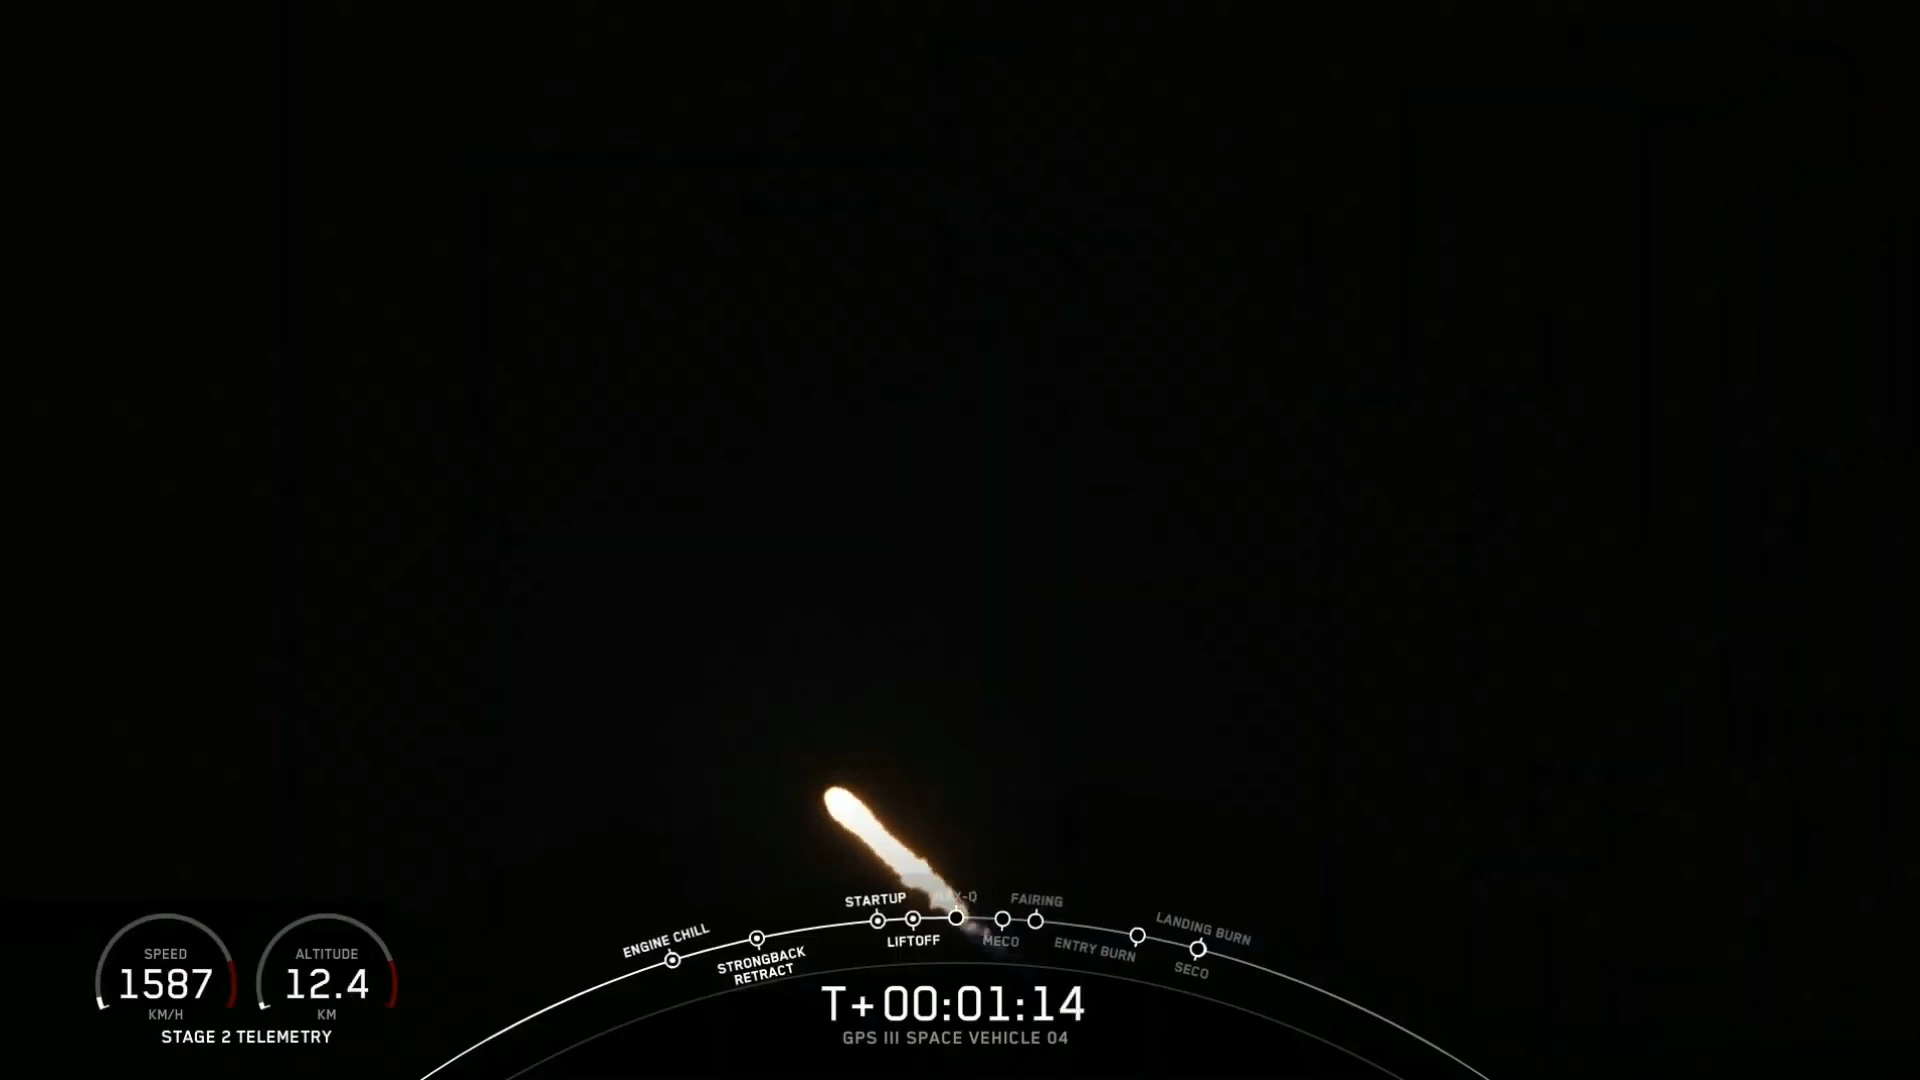 STARTUP
FAIRING
LANDING BURN
ENGINE CHILL
LIFTOFF
MECO
ENTRY BURN
STRONGBACK
RETRACT
SECO
SPEED
1587
KM/H
ALTITUDE
12.4
KM
STAGE 2 TELEMETRY
T+00:01:14
GPS III SPACE VEHICLE 04